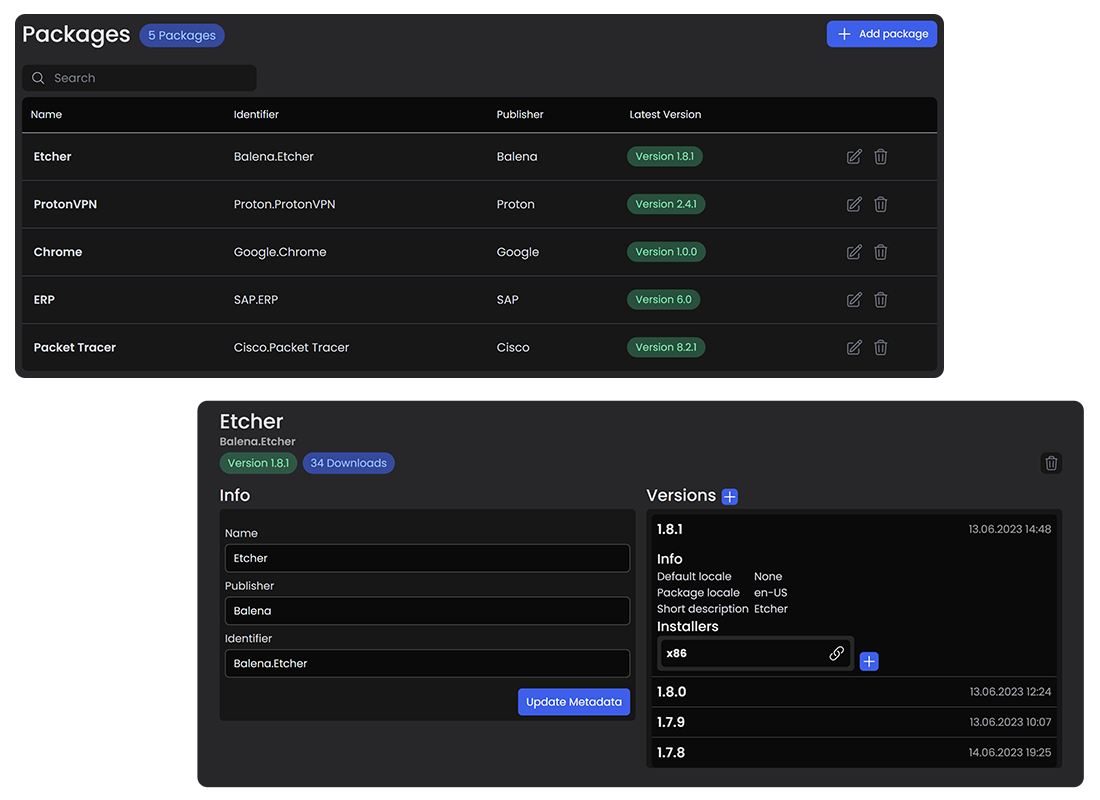 Packages 5 Packages + Add package
Search
Name Identifier Publisher Latest Version
Etcher Balena.Etcher Balena Version 1.8.1
ProtonVPN Proton.ProtonVPN Proton Version 2.4.1
Chrome Google.Chrome Google Version 1.0.0
ERP SAP.ERP SAP Version 6.0
Packet Tracer Cisco.Packet Tracer Cisco Version 8.2.1
Etcher
Balena.Etcher
Version 1.8.1 34 Downloads
Info
Name
Etcher
Publisher
Balena
Identifier
Balena.Etcher
Update Metadata
Versions +
1.8.1 13.06.2023 14:48
Info
Default locale None
Package locale en-US
Short description Etcher
Installers
x86 +
1.8.0 13.06.2023 12:24
1.7.9 13.06.2023 10:07
1.7.8 14.06.2023 19:25